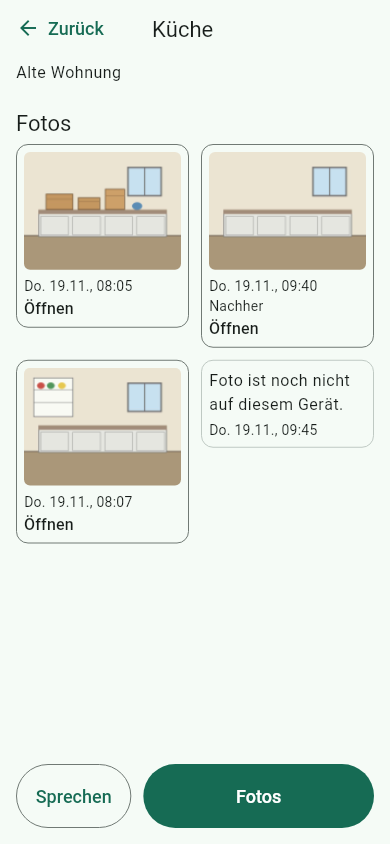 Zurück
Küche
Alte Wohnung
Fotos
Do. 19.11., 08:05
Öffnen
Do. 19.11., 09:40
Nachher
Öffnen
Do. 19.11., 08:07
Öffnen
Foto ist noch nicht
auf diesem Gerät.
Do. 19.11., 09:45
Sprechen
Fotos